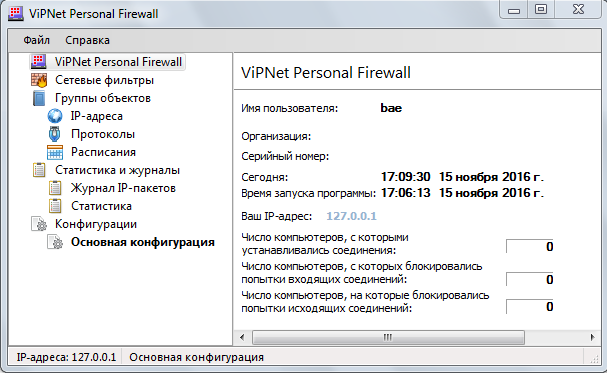 ViPNet Personal Firewall
Файл Справка
ViPNet Personal Firewall
Сетевые фильтры
Группы объектов
IP-адреса
Протоколы
Расписания
Статистика и журналы
Журнал IP-пакетов
Статистика
Конфигурации
Основная конфигурация
ViPNet Personal Firewall
Имя пользователя: bae
Организация:
Серийный номер:
Сегодня: 17:09:30 15 ноября 2016 г.
Время запуска программы: 17:06:13 15 ноября 2016 г.
Ваш IP-адрес: 127.0.0.1
Число компьютеров, с которыми
устанавливались соединения: 0
Число компьютеров, с которых блокировались
попытки входящих соединений: 0
Число компьютеров, на которые блокировались
попытки исходящих соединений: 0
IP-адреса: 127.0.0.1 Основная конфигурация